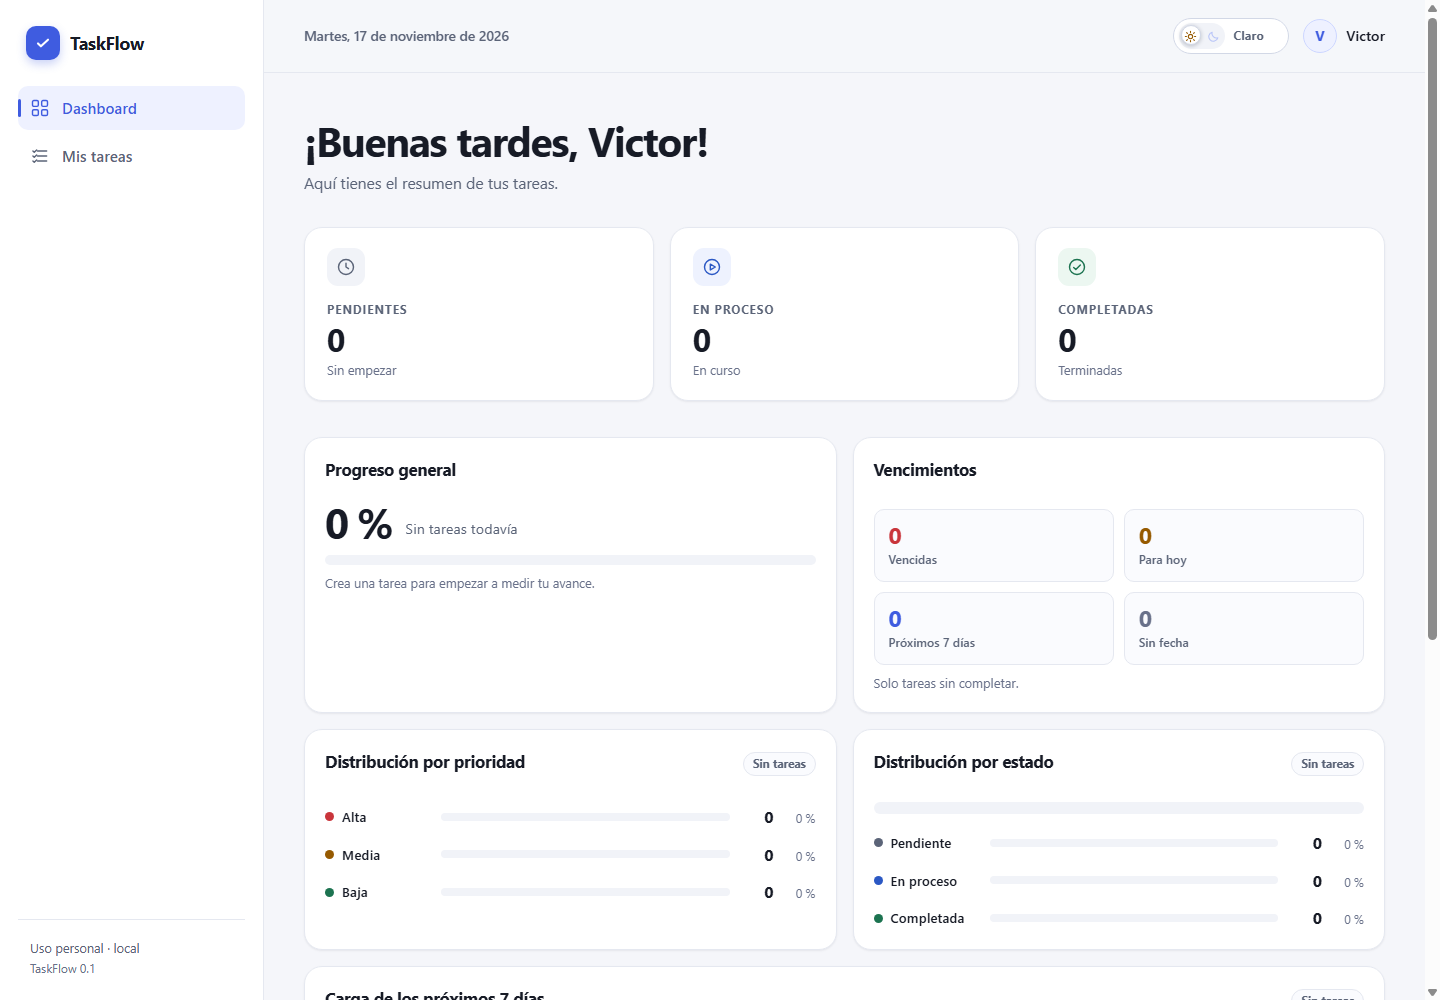 TaskFlow
Dashboard
Mis tareas
Uso personal · local
TaskFlow 0.1
Martes, 17 de noviembre de 2026
Claro
V
Victor
¡Buenas tardes, Victor!
Aquí tienes el resumen de tus tareas.
PENDIENTES
0
Sin empezar
EN PROCESO
0
En curso
COMPLETADAS
0
Terminadas
Progreso general
0 % Sin tareas todavía
Crea una tarea para empezar a medir tu avance.
Vencimientos
0
Vencidas
0
Para hoy
0
Próximos 7 días
0
Sin fecha
Solo tareas sin completar.
Distribución por prioridad
Sin tareas
Alta 0 0 %
Media 0 0 %
Baja 0 0 %
Distribución por estado
Sin tareas
Pendiente 0 0 %
En proceso 0 0 %
Completada 0 0 %
Carga de los próximos 7 días
Sin tareas